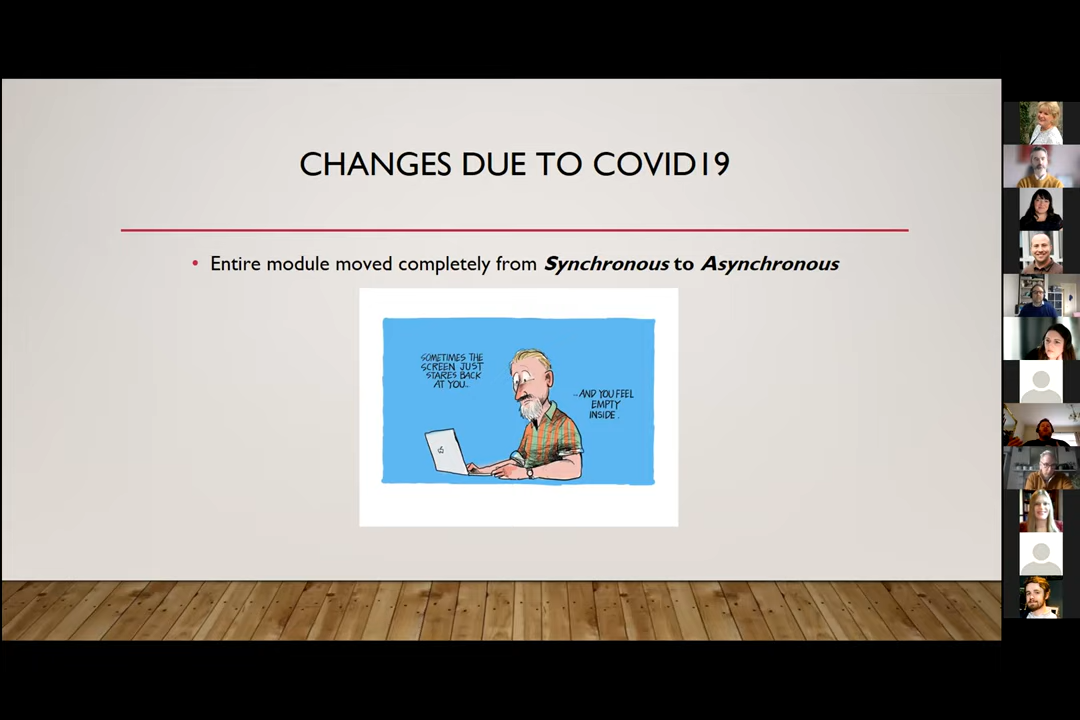 CHANGES DUE TO COVID19
• Entire module moved completely from Synchronous to Asynchronous
SOMETIMES THE
SCREEN JUST
STARES BACK
AT YOU..
..AND YOU FEEL
EMPTY
INSIDE.